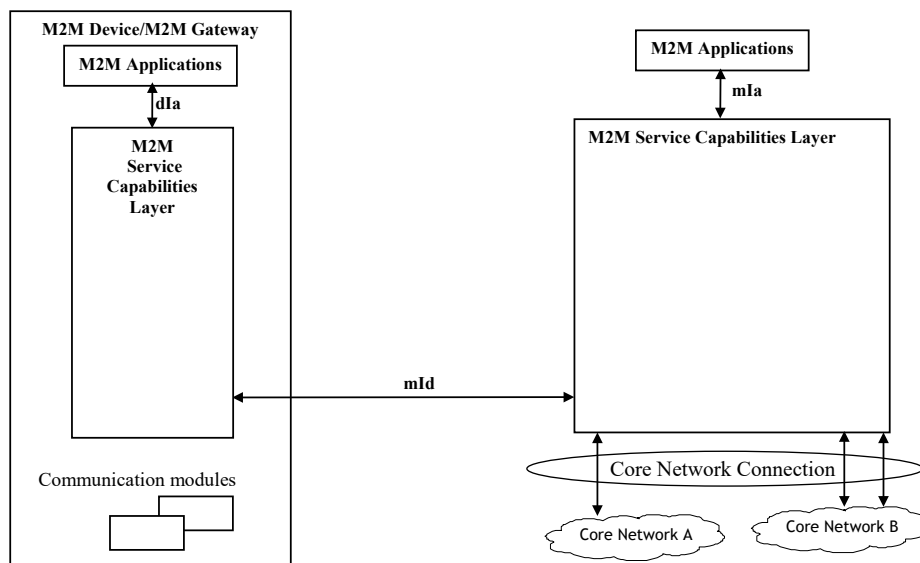 M2M Device/M2M Gateway
M2M Applications
dIa
M2M
Service
Capabilities
Layer
Communication modules
mId
M2M Applications
mIa
M2M Service Capabilities Layer
Core Network Connection
Core Network A
Core Network B